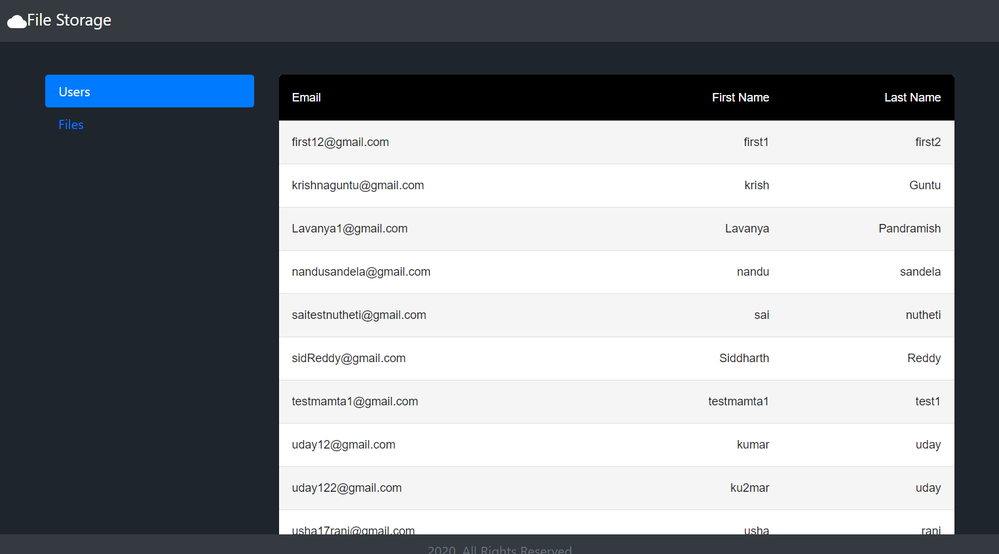 File Storage
Users
Files
Email First Name Last Name
first12@gmail.com first1 first2
krishnaguntu@gmail.com krish Guntu
Lavanya1@gmail.com Lavanya Pandramish
nandusandela@gmail.com nandu sandela
saitestnutheti@gmail.com sai nutheti
sidReddy@gmail.com Siddharth Reddy
testmamta1@gmail.com testmamta1 test1
uday12@gmail.com kumar uday
uday122@gmail.com ku2mar uday
usha17rani@gmail.com usha rani
2020. All Rights Reserved